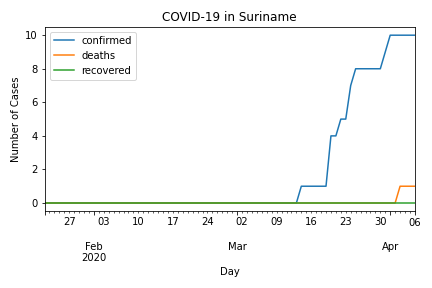 COVID-19 in Suriname
confirmed
deaths
recovered
Number of Cases
10
8
6
4
2
0
27 03 10 17 24 02 09 16 23 30 06
Feb Mar Apr
2020
Day